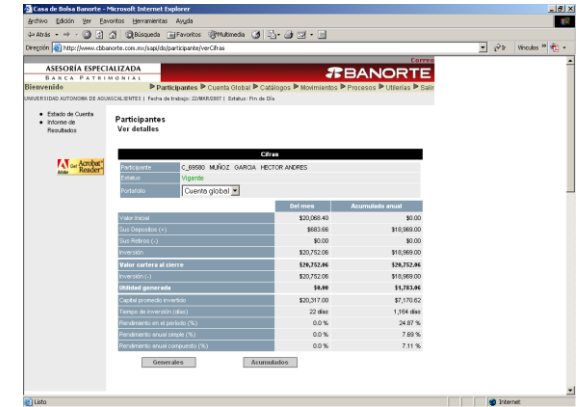 Casa de Bolsa Banorte - Microsoft Internet Explorer
Archivo Edición Ver Favoritos Herramientas Ayuda
Atrás Búsqueda Favoritos Multimedia
Dirección http://www.cbbanorte.com.mx/sapi/do/participante/verCifras Ir Vínculos
Correo
ASESORÍA ESPECIALIZADA
BANCA PATRIMONIAL
BANORTE
Bienvenido Participantes Cuenta Global Catálogos Movimientos Procesos Utilerías Salir
UNIVERSIDAD AUTONOMA DE AGUASCALIENTES | Fecha de trabajo: 22/MAR/2007 | Estatus: Fin de Día
Estado de Cuenta
Informe de Resultados
Participantes
Ver detalles
Get Acrobat Reader
Adobe
Cifras
Participante C_69580 MUÑOZ GARCIA HECTOR ANDRES
Estatus Vigente
Portafolio Cuenta global
Del mes Acumulado anual
Valor inicial $20,068.40 $0.00
Sus Depositos (+) $683.66 $18,969.00
Sus Retiros (-) $0.00 $0.00
Inversión $20,752.06 $18,969.00
Valor cartera al cierre $20,752.06 $20,752.06
Inversión (-) $20,752.06 $18,969.00
Utilidad generada $0.00 $1,783.06
Capital promedio invertido $20,317.00 $7,170.62
Tiempo de inversión (días) 22 días 1,164 días
Rendimiento en el período (%) 0.0 % 24.87 %
Rendimiento anual simple (%) 0.0 % 7.69 %
Rendimiento anual compuesto (%) 0.0 % 7.11 %
Generales Acumulados
Listo Internet